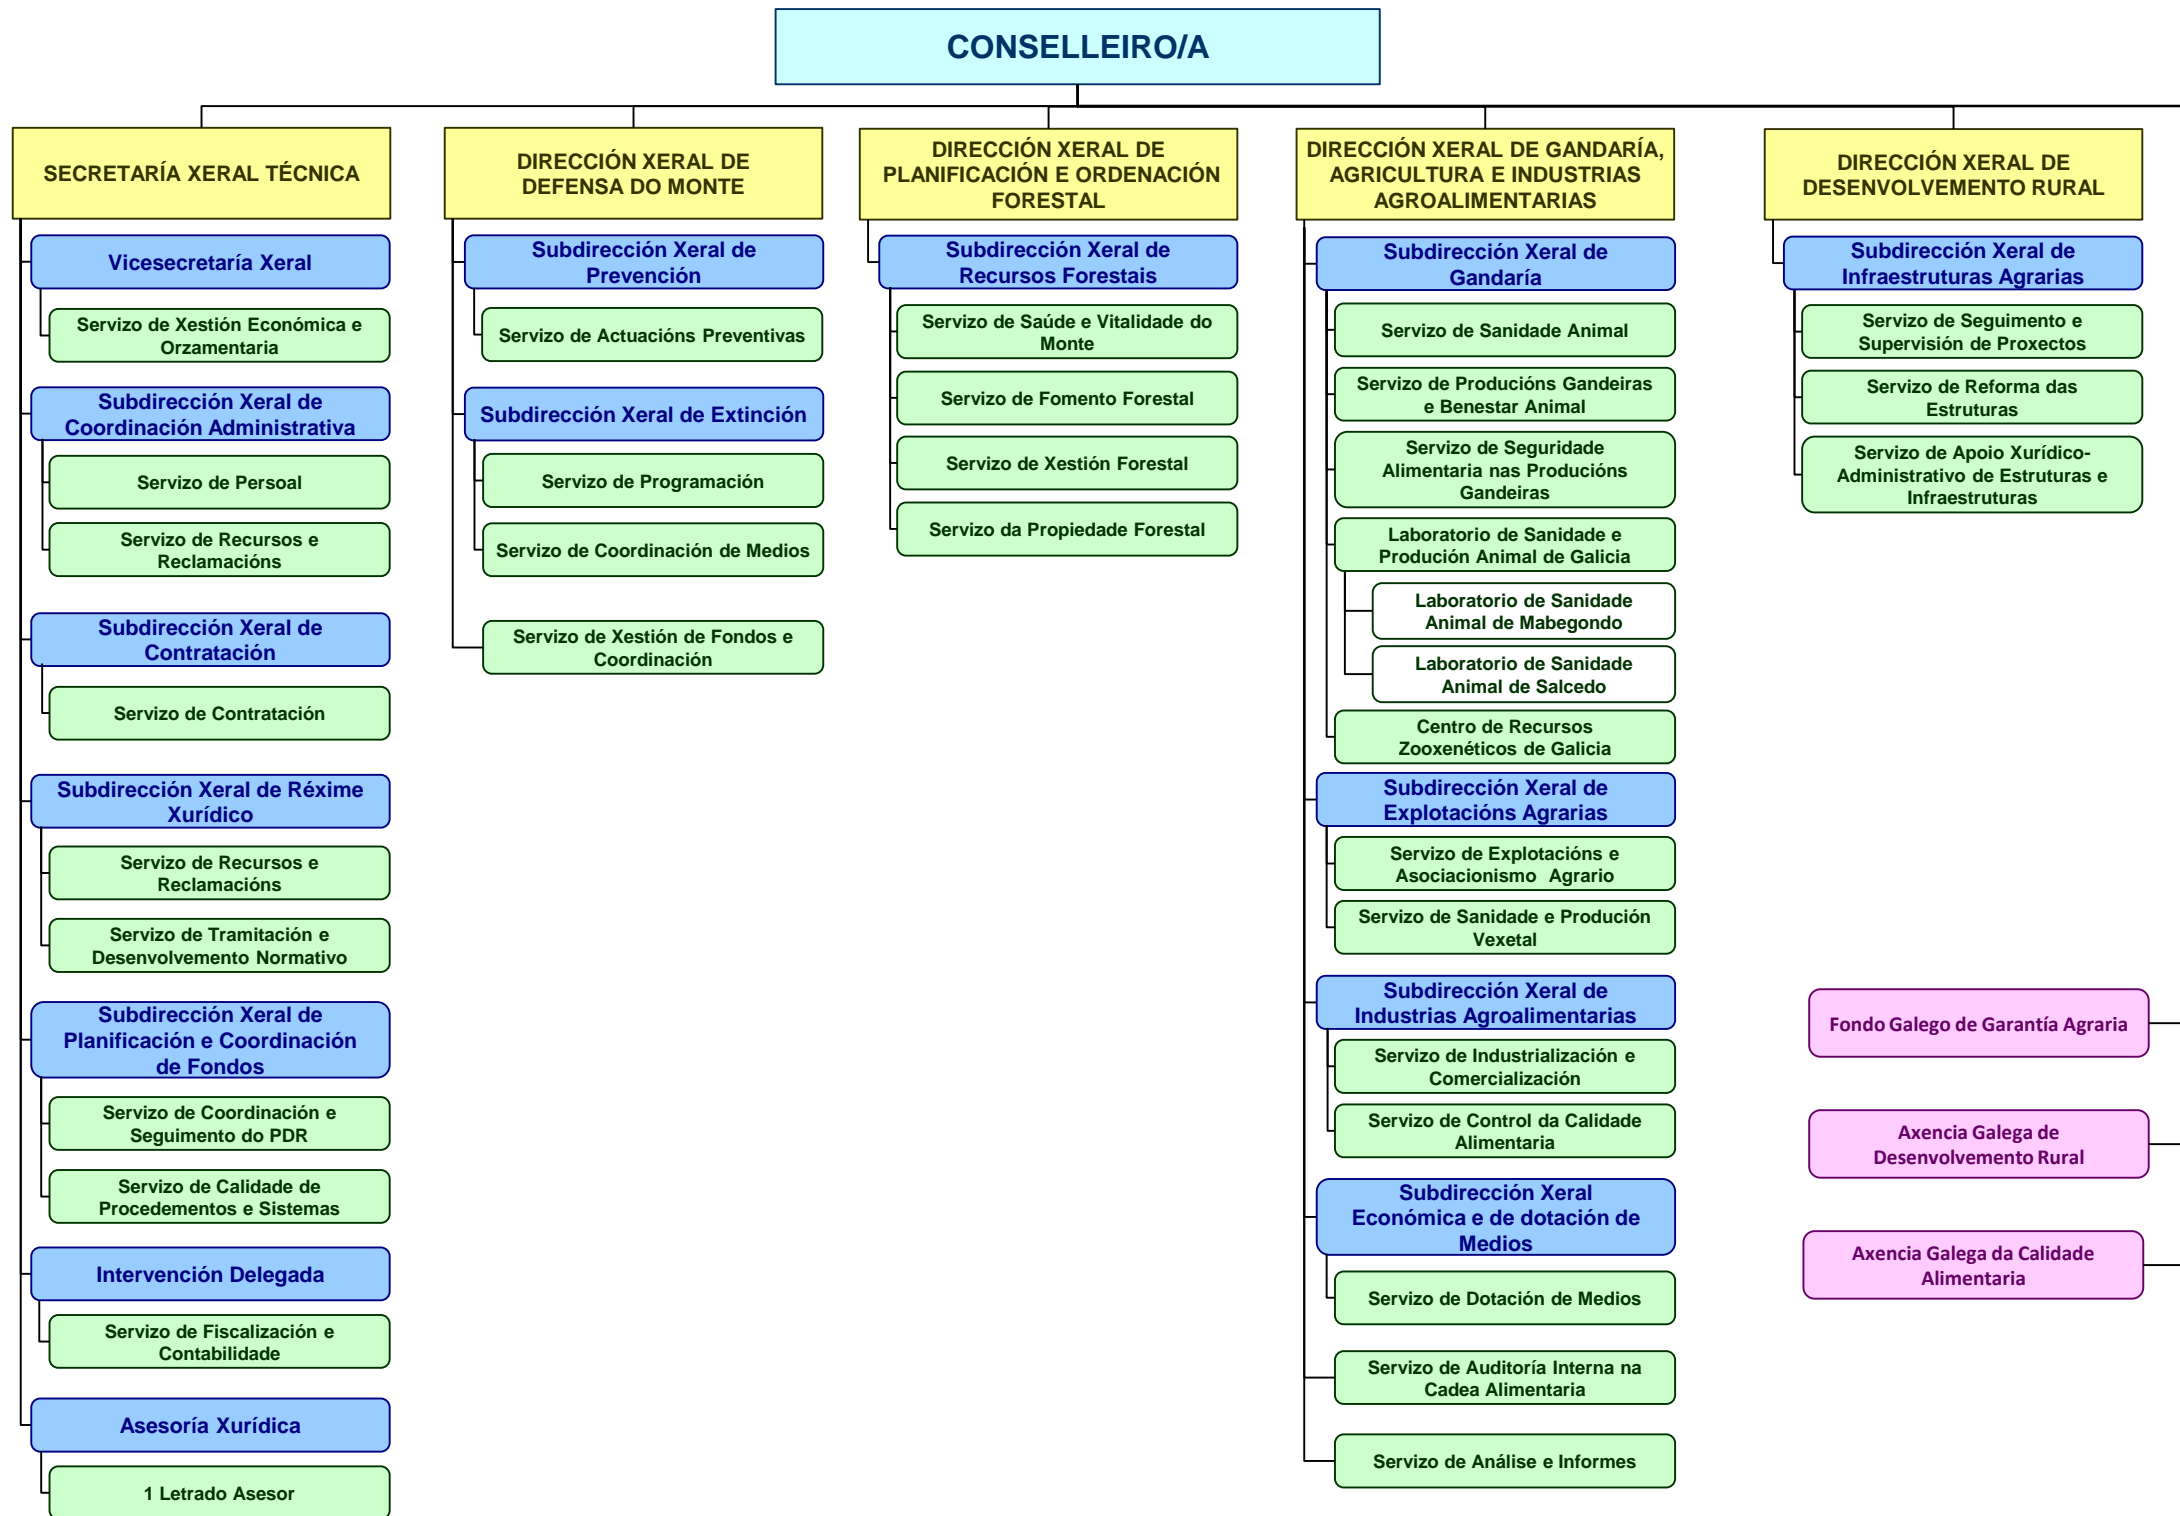 CONSELLEIRO/A
SECRETARÍA XERAL TÉCNICA
Vicesecretaría Xeral
Servizo de Xestión Económica e
Orzamentaria
Subdirección Xeral de
Coordinación Administrativa
Servizo de Persoal
Servizo de Recursos e
Reclamacións
Subdirección Xeral de
Contratación
Servizo de Contratación
Subdirección Xeral de Réxime
Xurídico
Servizo de Recursos e
Reclamacións
Servizo de Tramitación e
Desenvolvemento Normativo
Subdirección Xeral de
Planificación e Coordinación
de Fondos
Servizo de Coordinación e
Seguimento do PDR
Servizo de Calidade de
Procedementos e Sistemas
Intervención Delegada
Servizo de Fiscalización e
Contabilidade
Asesoría Xurídica
1 Letrado Asesor
DIRECCIÓN XERAL DE
DEFENSA DO MONTE
Subdirección Xeral de
Prevención
Servizo de Actuacións Preventivas
Subdirección Xeral de Extinción
Servizo de Programación
Servizo de Coordinación de Medios
Servizo de Xestión de Fondos e
Coordinación
DIRECCIÓN XERAL DE
PLANIFICACIÓN E ORDENACIÓN
FORESTAL
Subdirección Xeral de
Recursos Forestais
Servizo de Saúde e Vitalidade do
Monte
Servizo de Fomento Forestal
Servizo de Xestión Forestal
Servizo da Propiedade Forestal
DIRECCIÓN XERAL DE GANDARÍA,
AGRICULTURA E INDUSTRIAS
AGROALIMENTARIAS
Subdirección Xeral de
Gandaría
Servizo de Sanidade Animal
Servizo de Producións Gandeiras
e Benestar Animal
Servizo de Seguridade
Alimentaria nas Producións
Gandeiras
Laboratorio de Sanidade e
Produción Animal de Galicia
Laboratorio de Sanidade
Animal de Mabegondo
Laboratorio de Sanidade
Animal de Salcedo
Centro de Recursos
Zooxenéticos de Galicia
Subdirección Xeral de
Explotacións Agrarias
Servizo de Explotacións e
Asociacionismo Agrario
Servizo de Sanidade e Produción
Vexetal
Subdirección Xeral de
Industrias Agroalimentarias
Servizo de Industrialización e
Comercialización
Servizo de Control da Calidade
Alimentaria
Subdirección Xeral
Económica e de dotación de
Medios
Servizo de Dotación de Medios
Servizo de Auditoría Interna na
Cadea Alimentaria
Servizo de Análise e Informes
DIRECCIÓN XERAL DE
DESENVOLVEMENTO RURAL
Subdirección Xeral de
Infraestruturas Agrarias
Servizo de Seguimento e
Supervisión de Proxectos
Servizo de Reforma das
Estruturas
Servizo de Apoio Xurídico-
Administrativo de Estruturas e
Infraestruturas
Fondo Galego de Garantía Agraria
Axencia Galega de
Desenvolvemento Rural
Axencia Galega da Calidade
Alimentaria